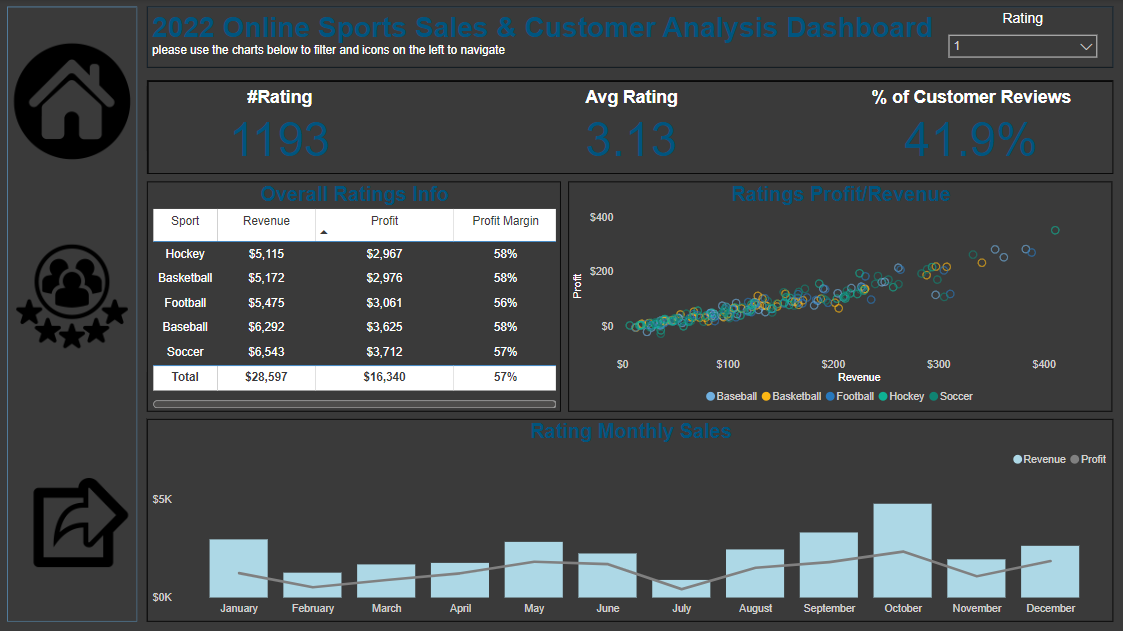 2022 Online Sports Sales & Customer Analysis Dashboard
please use the charts below to filter and icons on the left to navigate
Rating
1
#Rating
Avg Rating
% of Customer Reviews
1193
3.13
41.9%
Overall Ratings Info
Sport Revenue Profit Profit Margin
Hockey $5,115 $2,967 58%
Basketball $5,172 $2,976 58%
Football $5,475 $3,061 56%
Baseball $6,292 $3,625 58%
Soccer $6,543 $3,712 57%
Total $28,597 $16,340 57%
Ratings Profit/Revenue
$400
$200
$0
Profit
$0 $100 $200 $300 $400
Revenue
Baseball Basketball Football Hockey Soccer
Rating Monthly Sales
Revenue Profit
$5K
$0K
January February March April May June July August September October November December